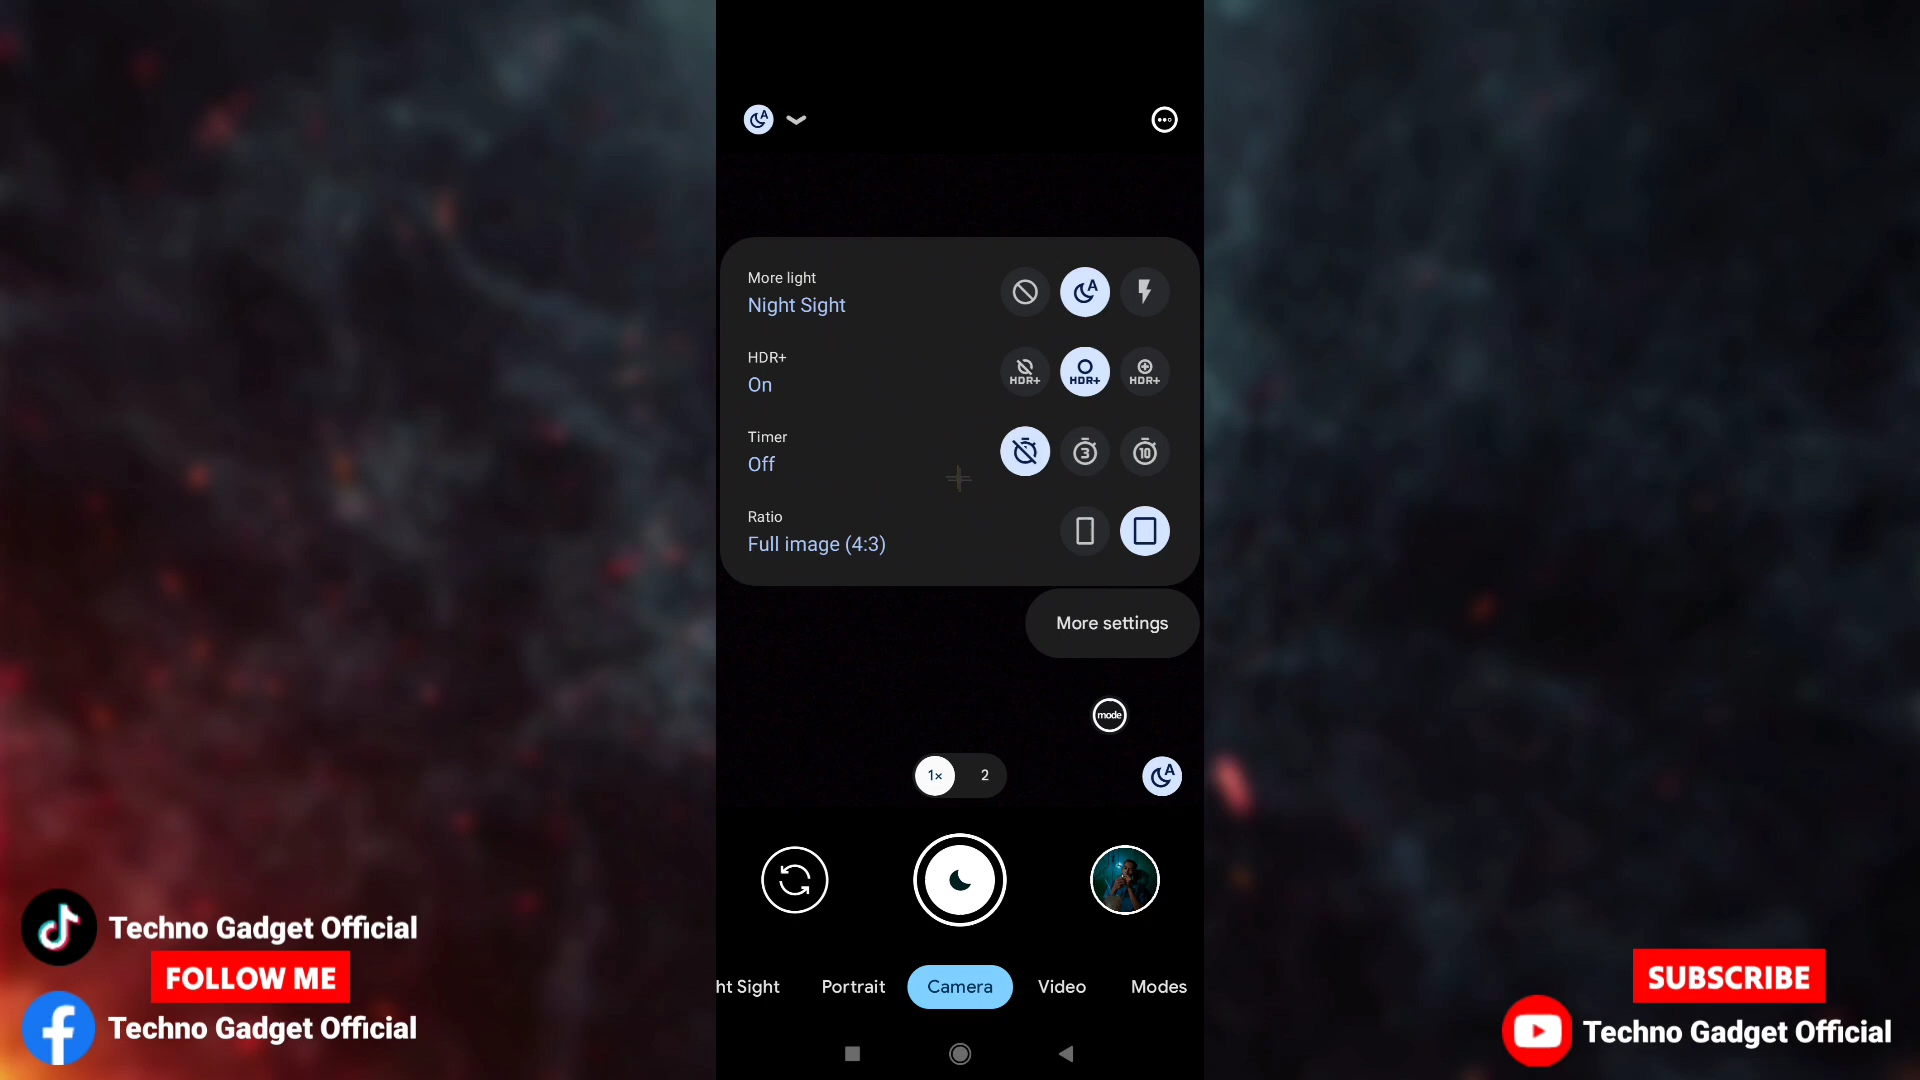 A
More light
Night Sight
A
HDR+
On
HDR+ HDR+ HDR+
Timer
Off
3 10
Ratio
Full image (4:3)
More settings
mode
1× 2
A
ht Sight Portrait Camera Video Modes
Techno Gadget Official
FOLLOW ME
Techno Gadget Official
SUBSCRIBE
Techno Gadget Official